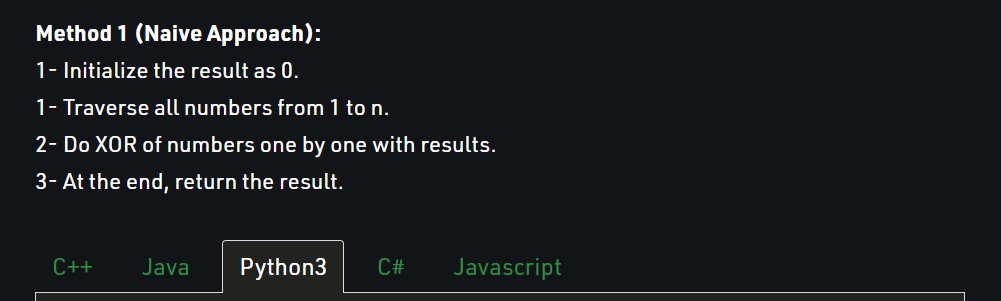 Method 1 (Naive Approach):
1- Initialize the result as 0.
1- Traverse all numbers from 1 to n.
2- Do XOR of numbers one by one with results.
3- At the end, return the result.
C++ Java Python3 C# Javascript